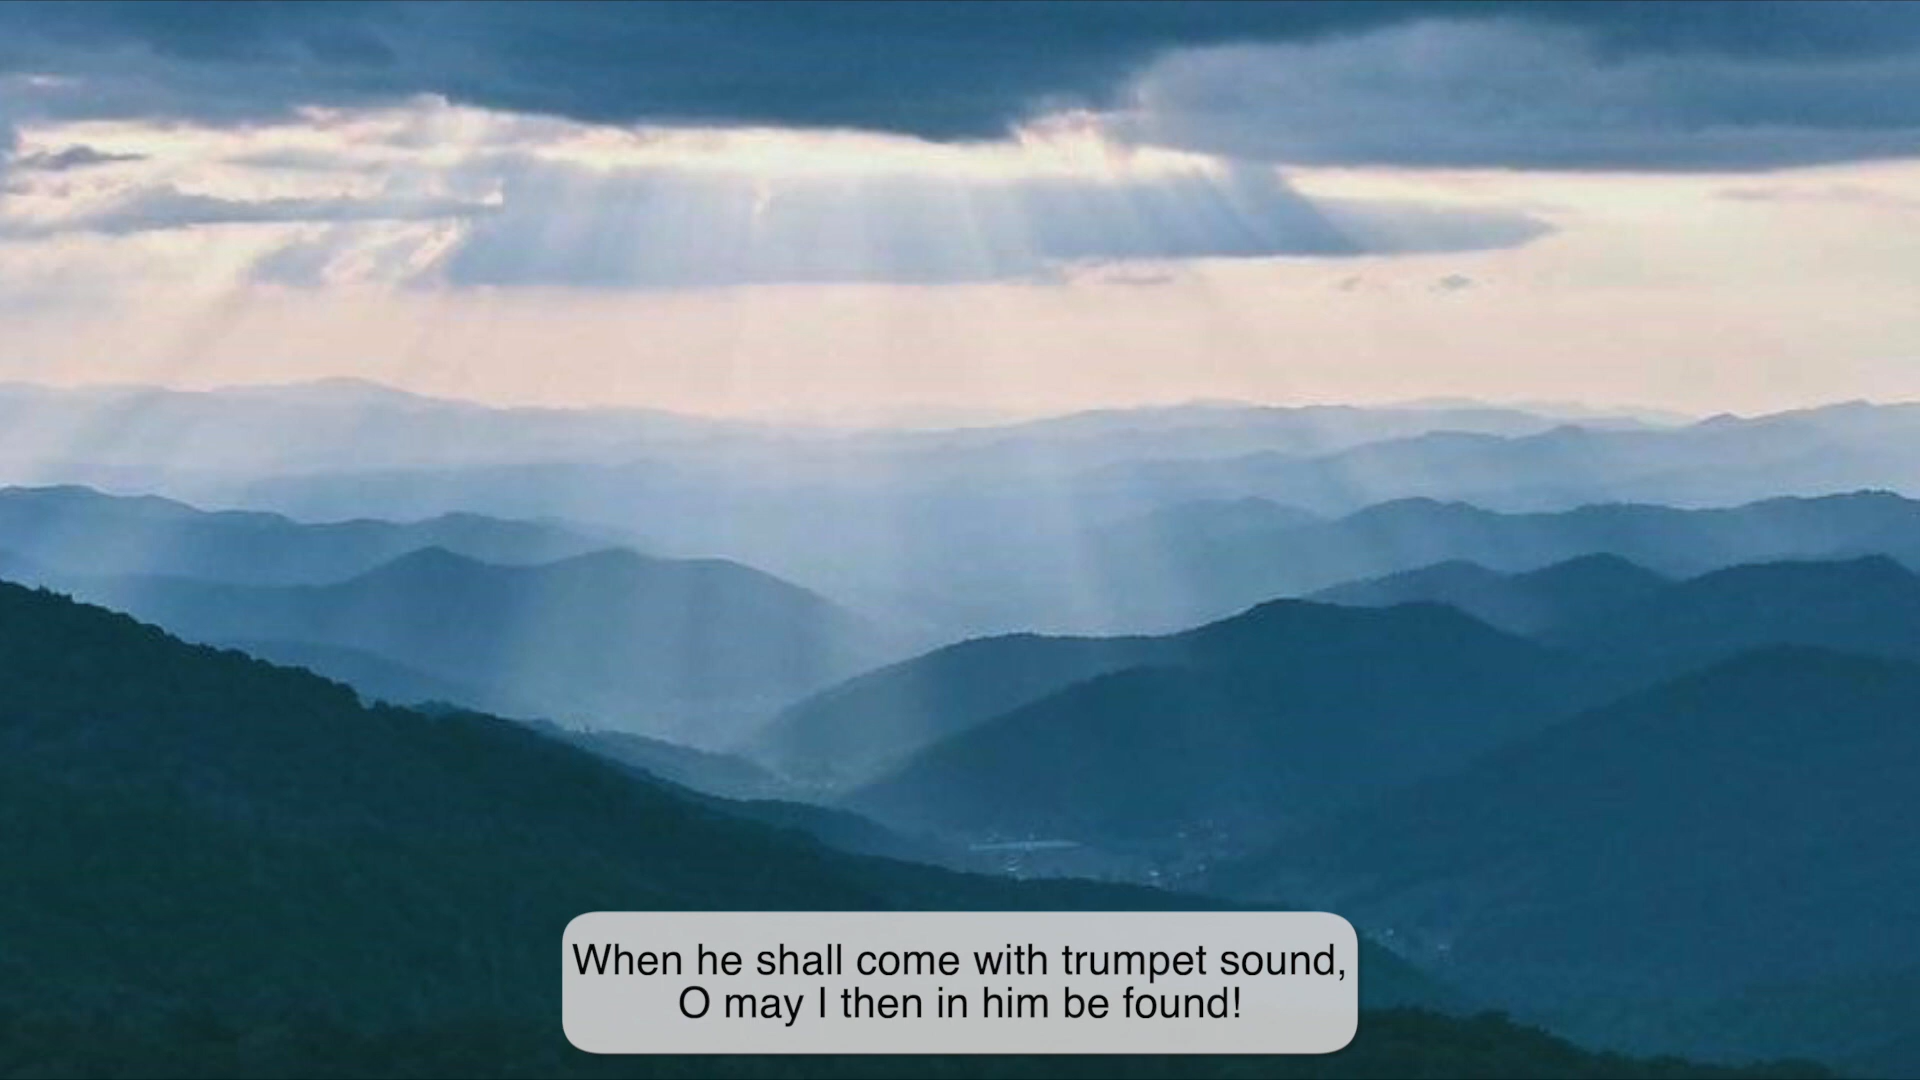 When he shall come with trumpet sound,
O may I then in him be found!